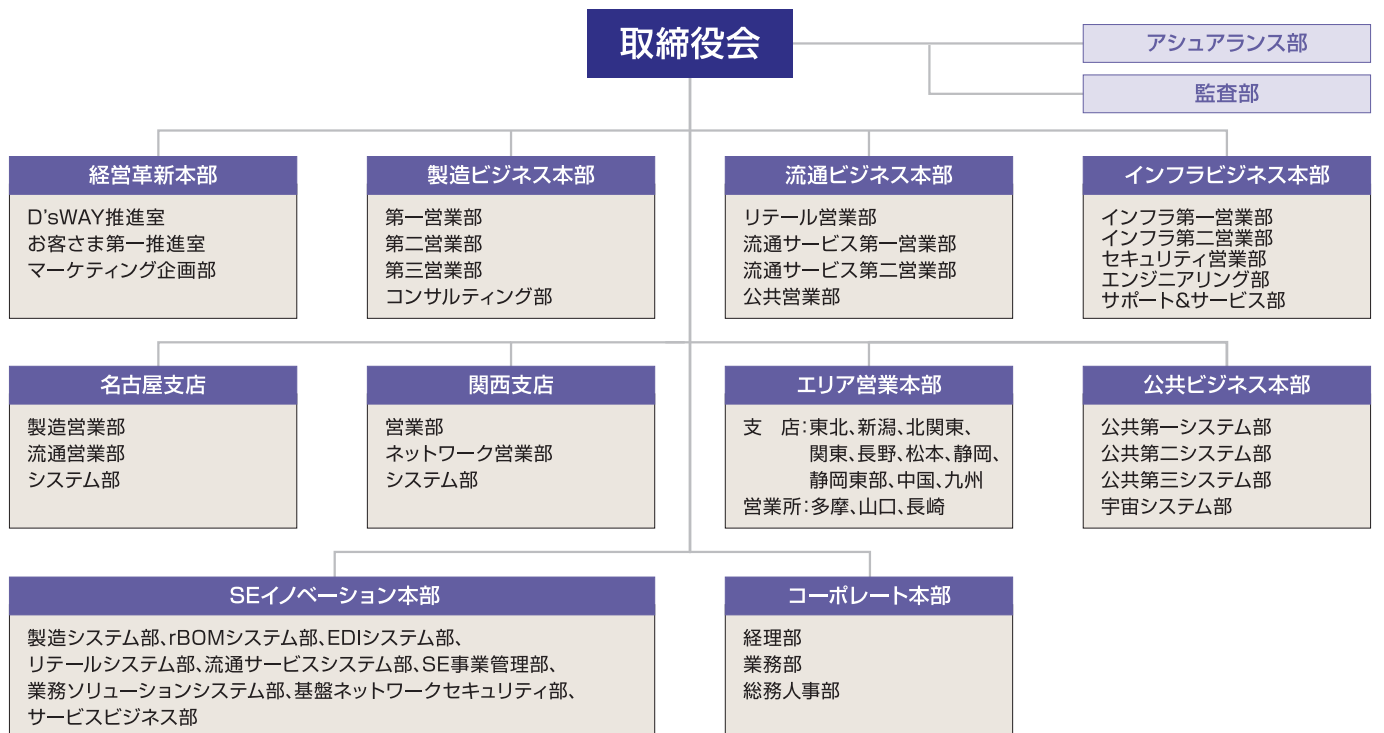 取締役会
アシュアランス部
監査部
経営革新本部
D'sWAY推進室
お客さま第一推進室
マーケティング企画部
製造ビジネス本部
第一営業部
第二営業部
第三営業部
コンサルティング部
流通ビジネス本部
リテール営業部
流通サービス第一営業部
流通サービス第二営業部
公共営業部
インフラビジネス本部
インフラ第一営業部
インフラ第二営業部
セキュリティ営業部
エンジニアリング部
サポート&サービス部
名古屋支店
製造営業部
流通営業部
システム部
関西支店
営業部
ネットワーク営業部
システム部
エリア営業本部
支　店:東北、新潟、北関東、
関東、長野、松本、静岡、
静岡東部、中国、九州
営業所:多摩、山口、長崎
公共ビジネス本部
公共第一システム部
公共第二システム部
公共第三システム部
宇宙システム部
SEイノベーション本部
製造システム部、rBOMシステム部、EDIシステム部、
リテールシステム部、流通サービスシステム部、SE事業管理部、
業務ソリューションシステム部、基盤ネットワークセキュリティ部、
サービスビジネス部
コーポレート本部
経理部
業務部
総務人事部